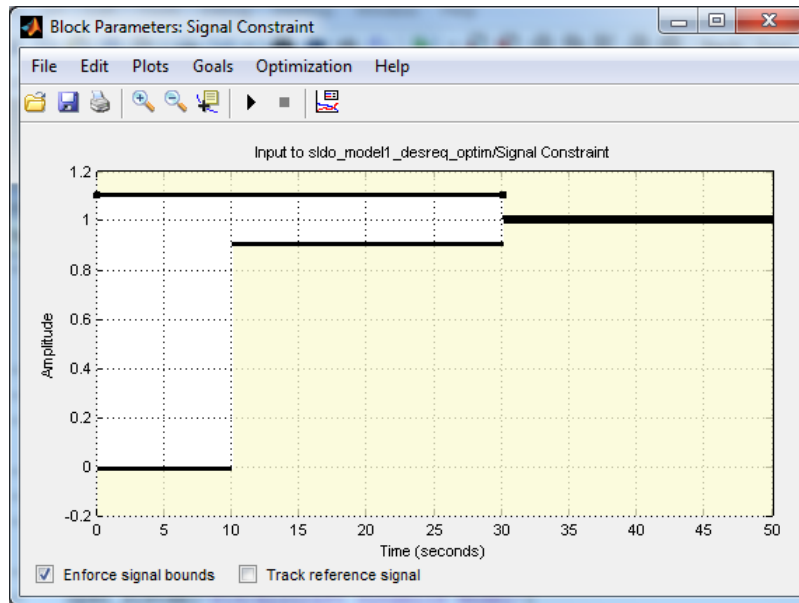 Block Parameters: Signal Constraint
File Edit Plots Goals Optimization Help
Input to sldo_model1_desreq_optim/Signal Constraint
1.2
1
0.8
0.6
0.4
0.2
0
-0.2
Amplitude
0 5 10 15 20 25 30 35 40 45 50
Time (seconds)
Enforce signal bounds Track reference signal